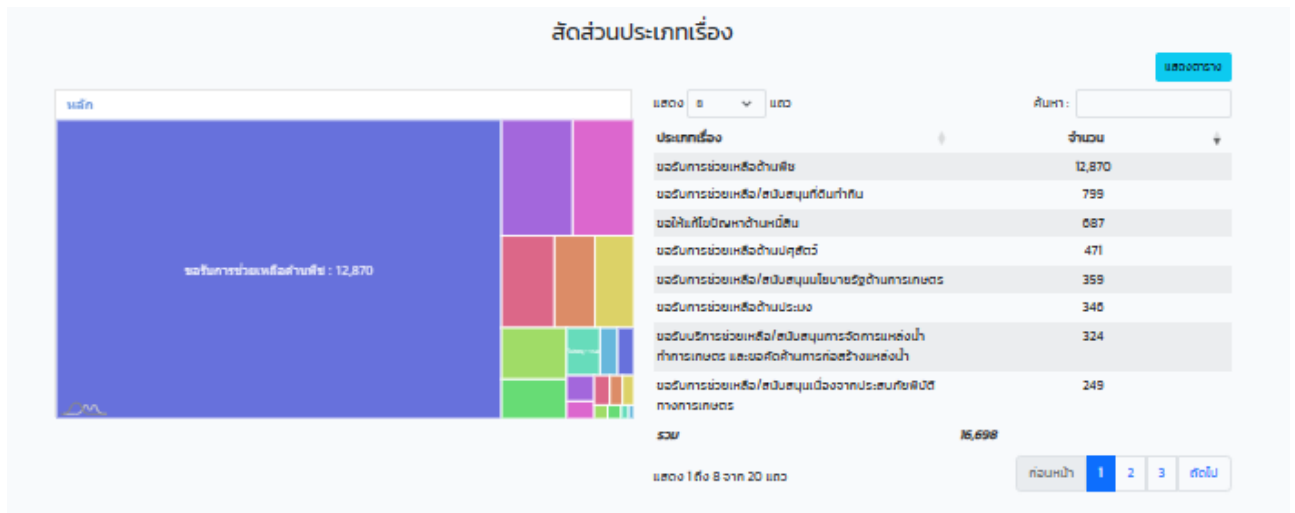 สัดส่วนประเภทเรื่อง
แสดงตาราง
หลัก
ขอรับการช่วยเหลือด้านพืช : 12,870
แสดง 8 แถว
ค้นหา :
ประเภทเรื่อง จำนวน
ขอรับการช่วยเหลือด้านพืช 12,870
ขอรับการช่วยเหลือ/สนับสนุนที่ดินทำกิน 799
ขอให้แก้ไขปัญหาด้านหนี้สิน 687
ขอรับการช่วยเหลือด้านปศุสัตว์ 471
ขอรับการช่วยเหลือ/สนับสนุนนโยบายรัฐด้านการเกษตร 359
ขอรับการช่วยเหลือด้านประมง 346
ขอรับบริการช่วยเหลือ/สนับสนุนการจัดการแหล่งน้ำ 324
ทำการเกษตร และขอคัดค้านการก่อสร้างแหล่งน้ำ
ขอรับการช่วยเหลือ/สนับสนุนเนื่องจากประสบภัยพิบัติ 249
ทางการเกษตร
รวม 16,698
แสดง 1 ถึง 8 จาก 20 แถว
ก่อนหน้า 1 2 3 ถัดไป